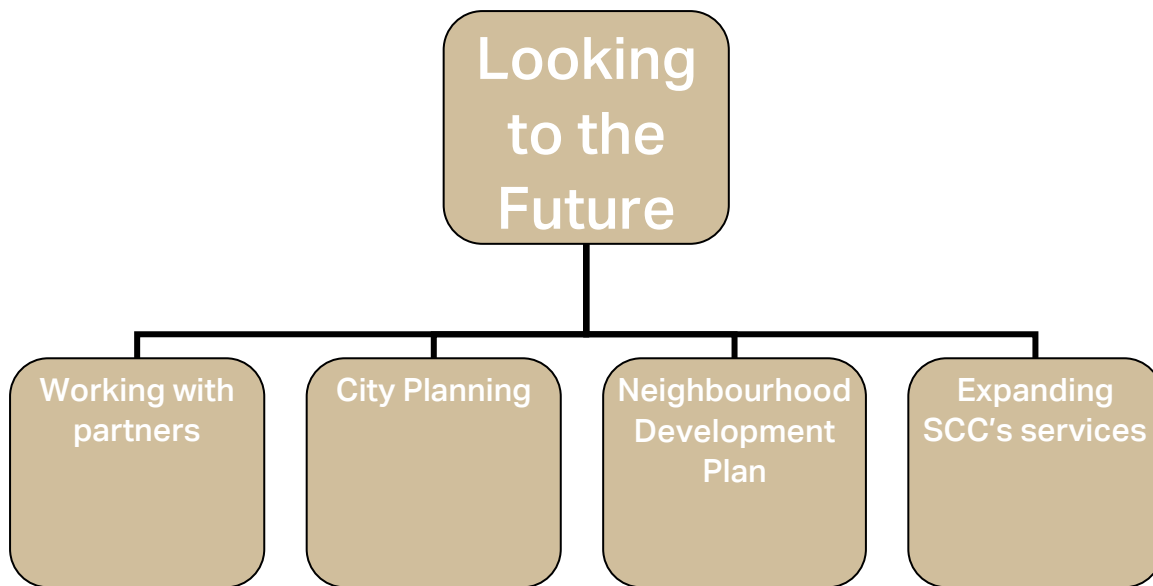 Looking
to the
Future
Working with
partners
City Planning
Neighbourhood
Development
Plan
Expanding
SCC's services